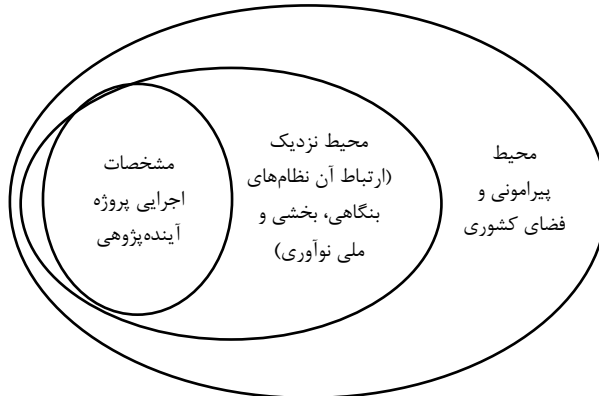 محیط
پیرامونی و
فضای کشوری
محیط نزدیک
(ارتباط آن نظام‌های
بنگاهی، بخشی و
ملی نوآوری)
مشخصات
اجرایی پروژه
آینده‌پژوهی